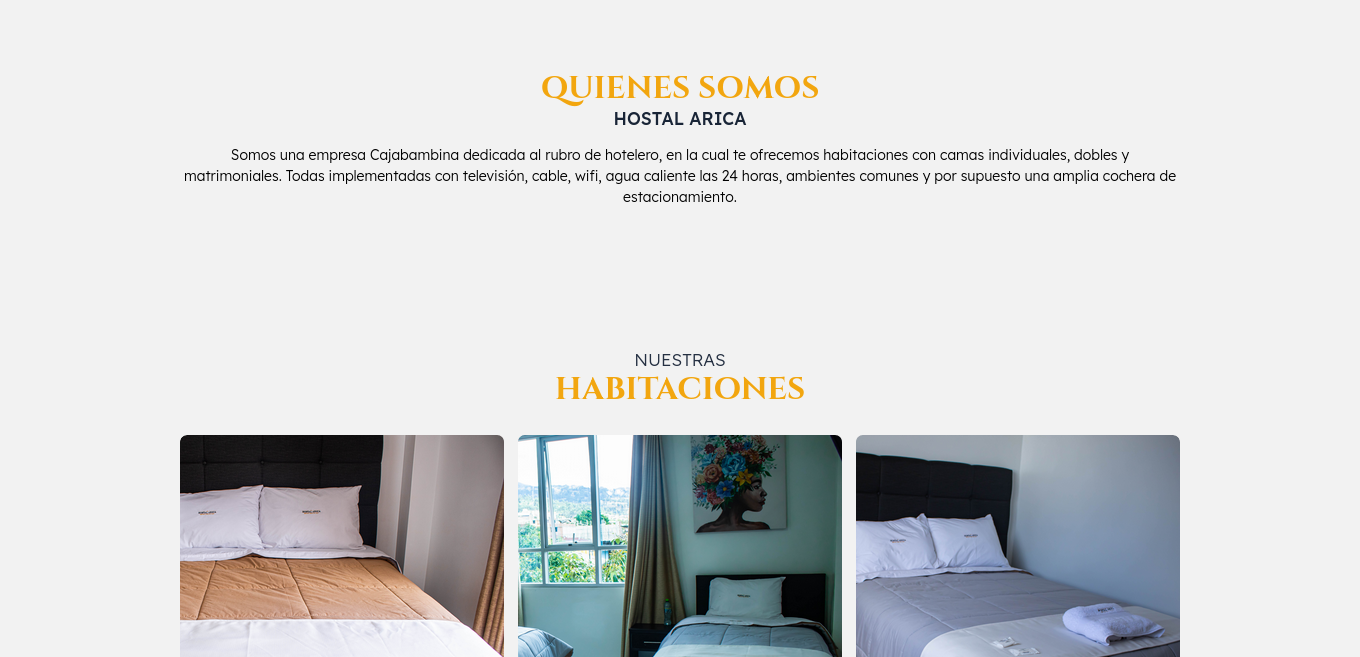 QUIENES SOMOS
HOSTAL ARICA
Somos una empresa Cajabambina dedicada al rubro de hotelero, en la cual te ofrecemos habitaciones con camas individuales, dobles y
matrimoniales. Todas implementadas con televisión, cable, wifi, agua caliente las 24 horas, ambientes comunes y por supuesto una amplia cochera de
estacionamiento.
NUESTRAS
HABITACIONES